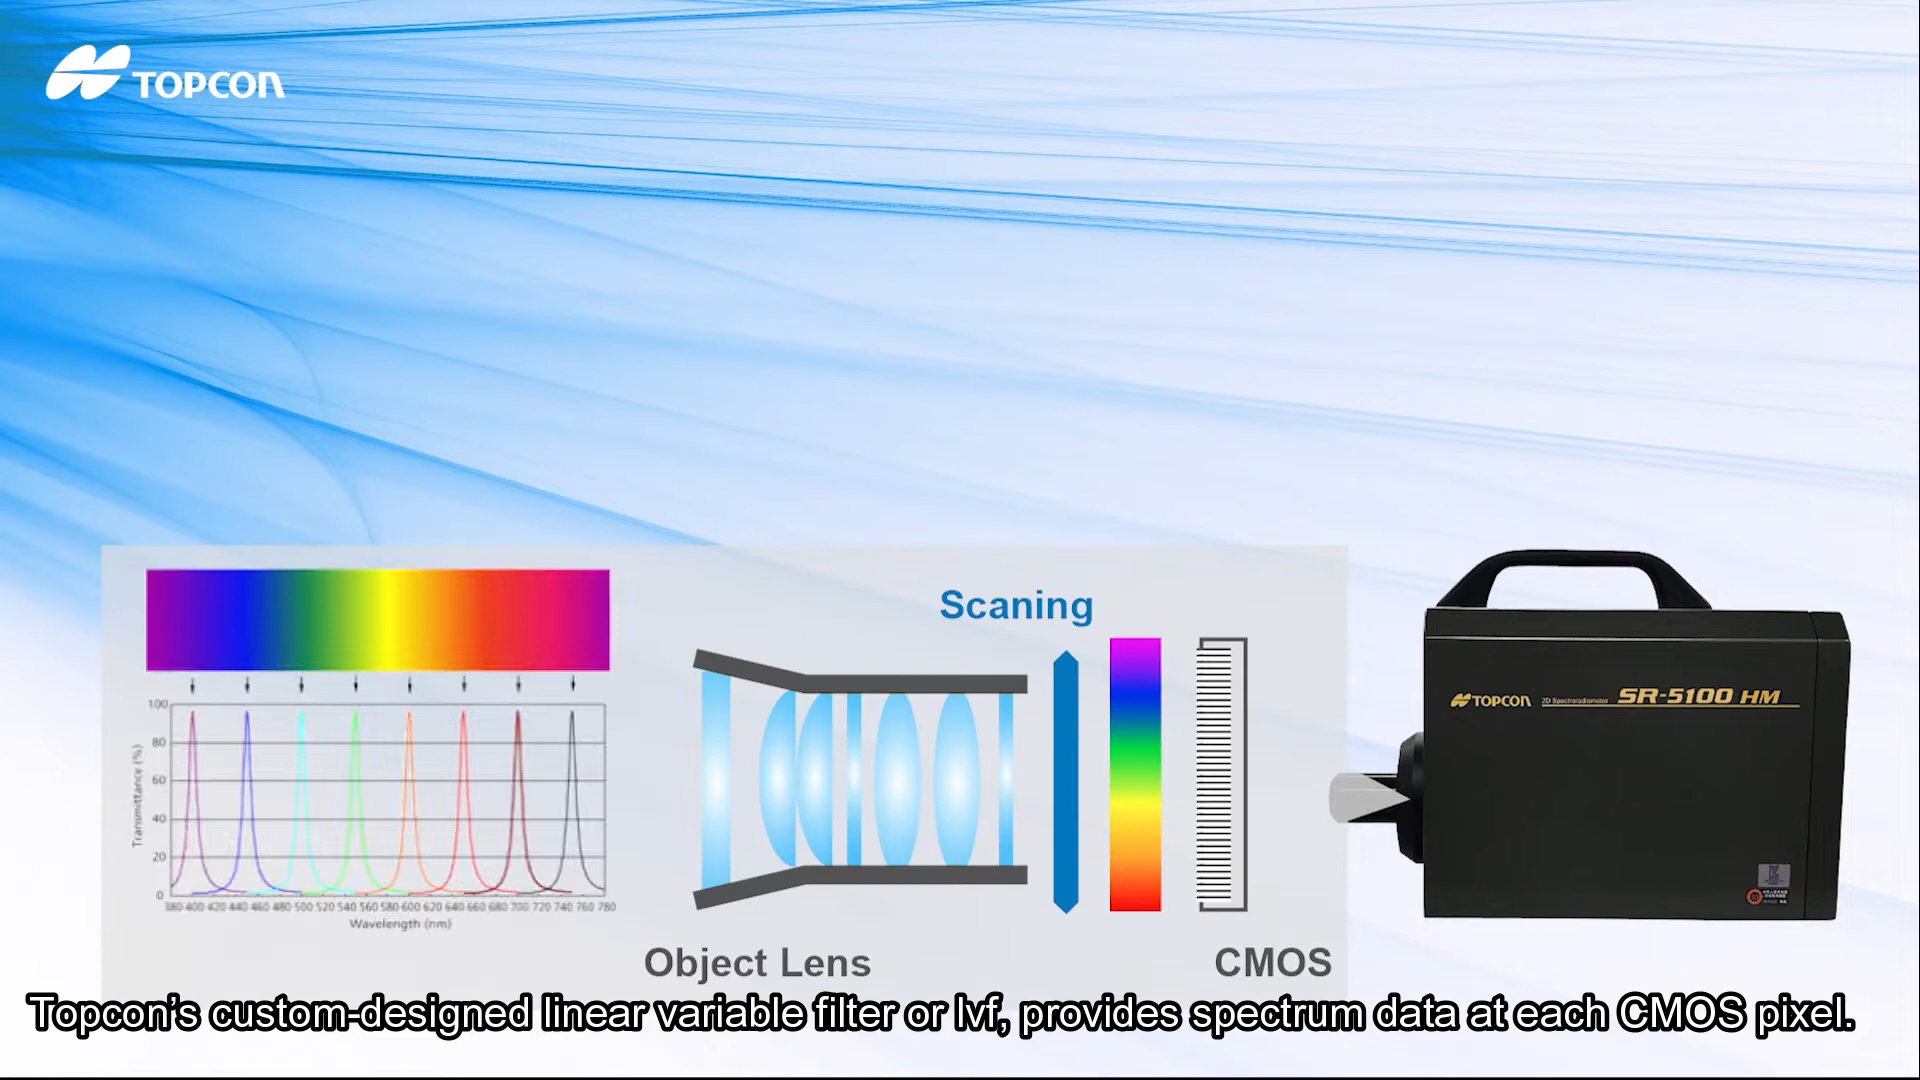 TOPCON
Scaning
100
80
60
40
20
0
Transmittance (%)
380 400 420 440 460 480 500 520 540 560 580 600 620 640 660 680 700 720 740 760 780
Wavelength (nm)
TOPCON 2D Spectroradiometer SR-5100 HM
Object Lens
CMOS
Topcon's custom-designed linear variable filter or lvf, provides spectrum data at each CMOS pixel.